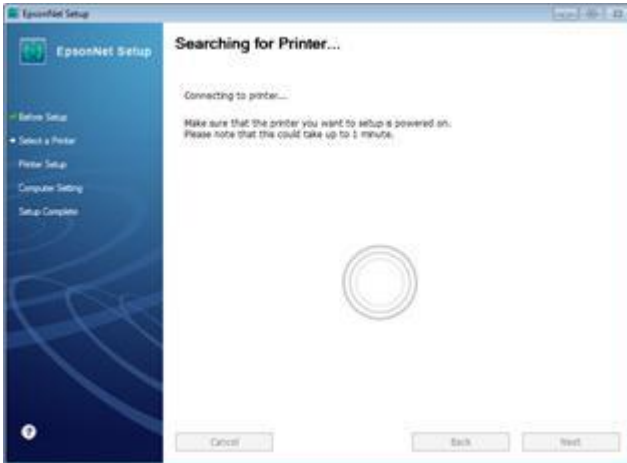 EpsonNet Setup
EpsonNet Setup
Searching for Printer...
Connecting to printer...
Make sure that the printer you want to setup is powered on.
Please note that this could take up to 1 minute.
Before Setup
Select a Printer
Printer Setup
Computer Setting
Setup Complete
?
Cancel
Back
Next